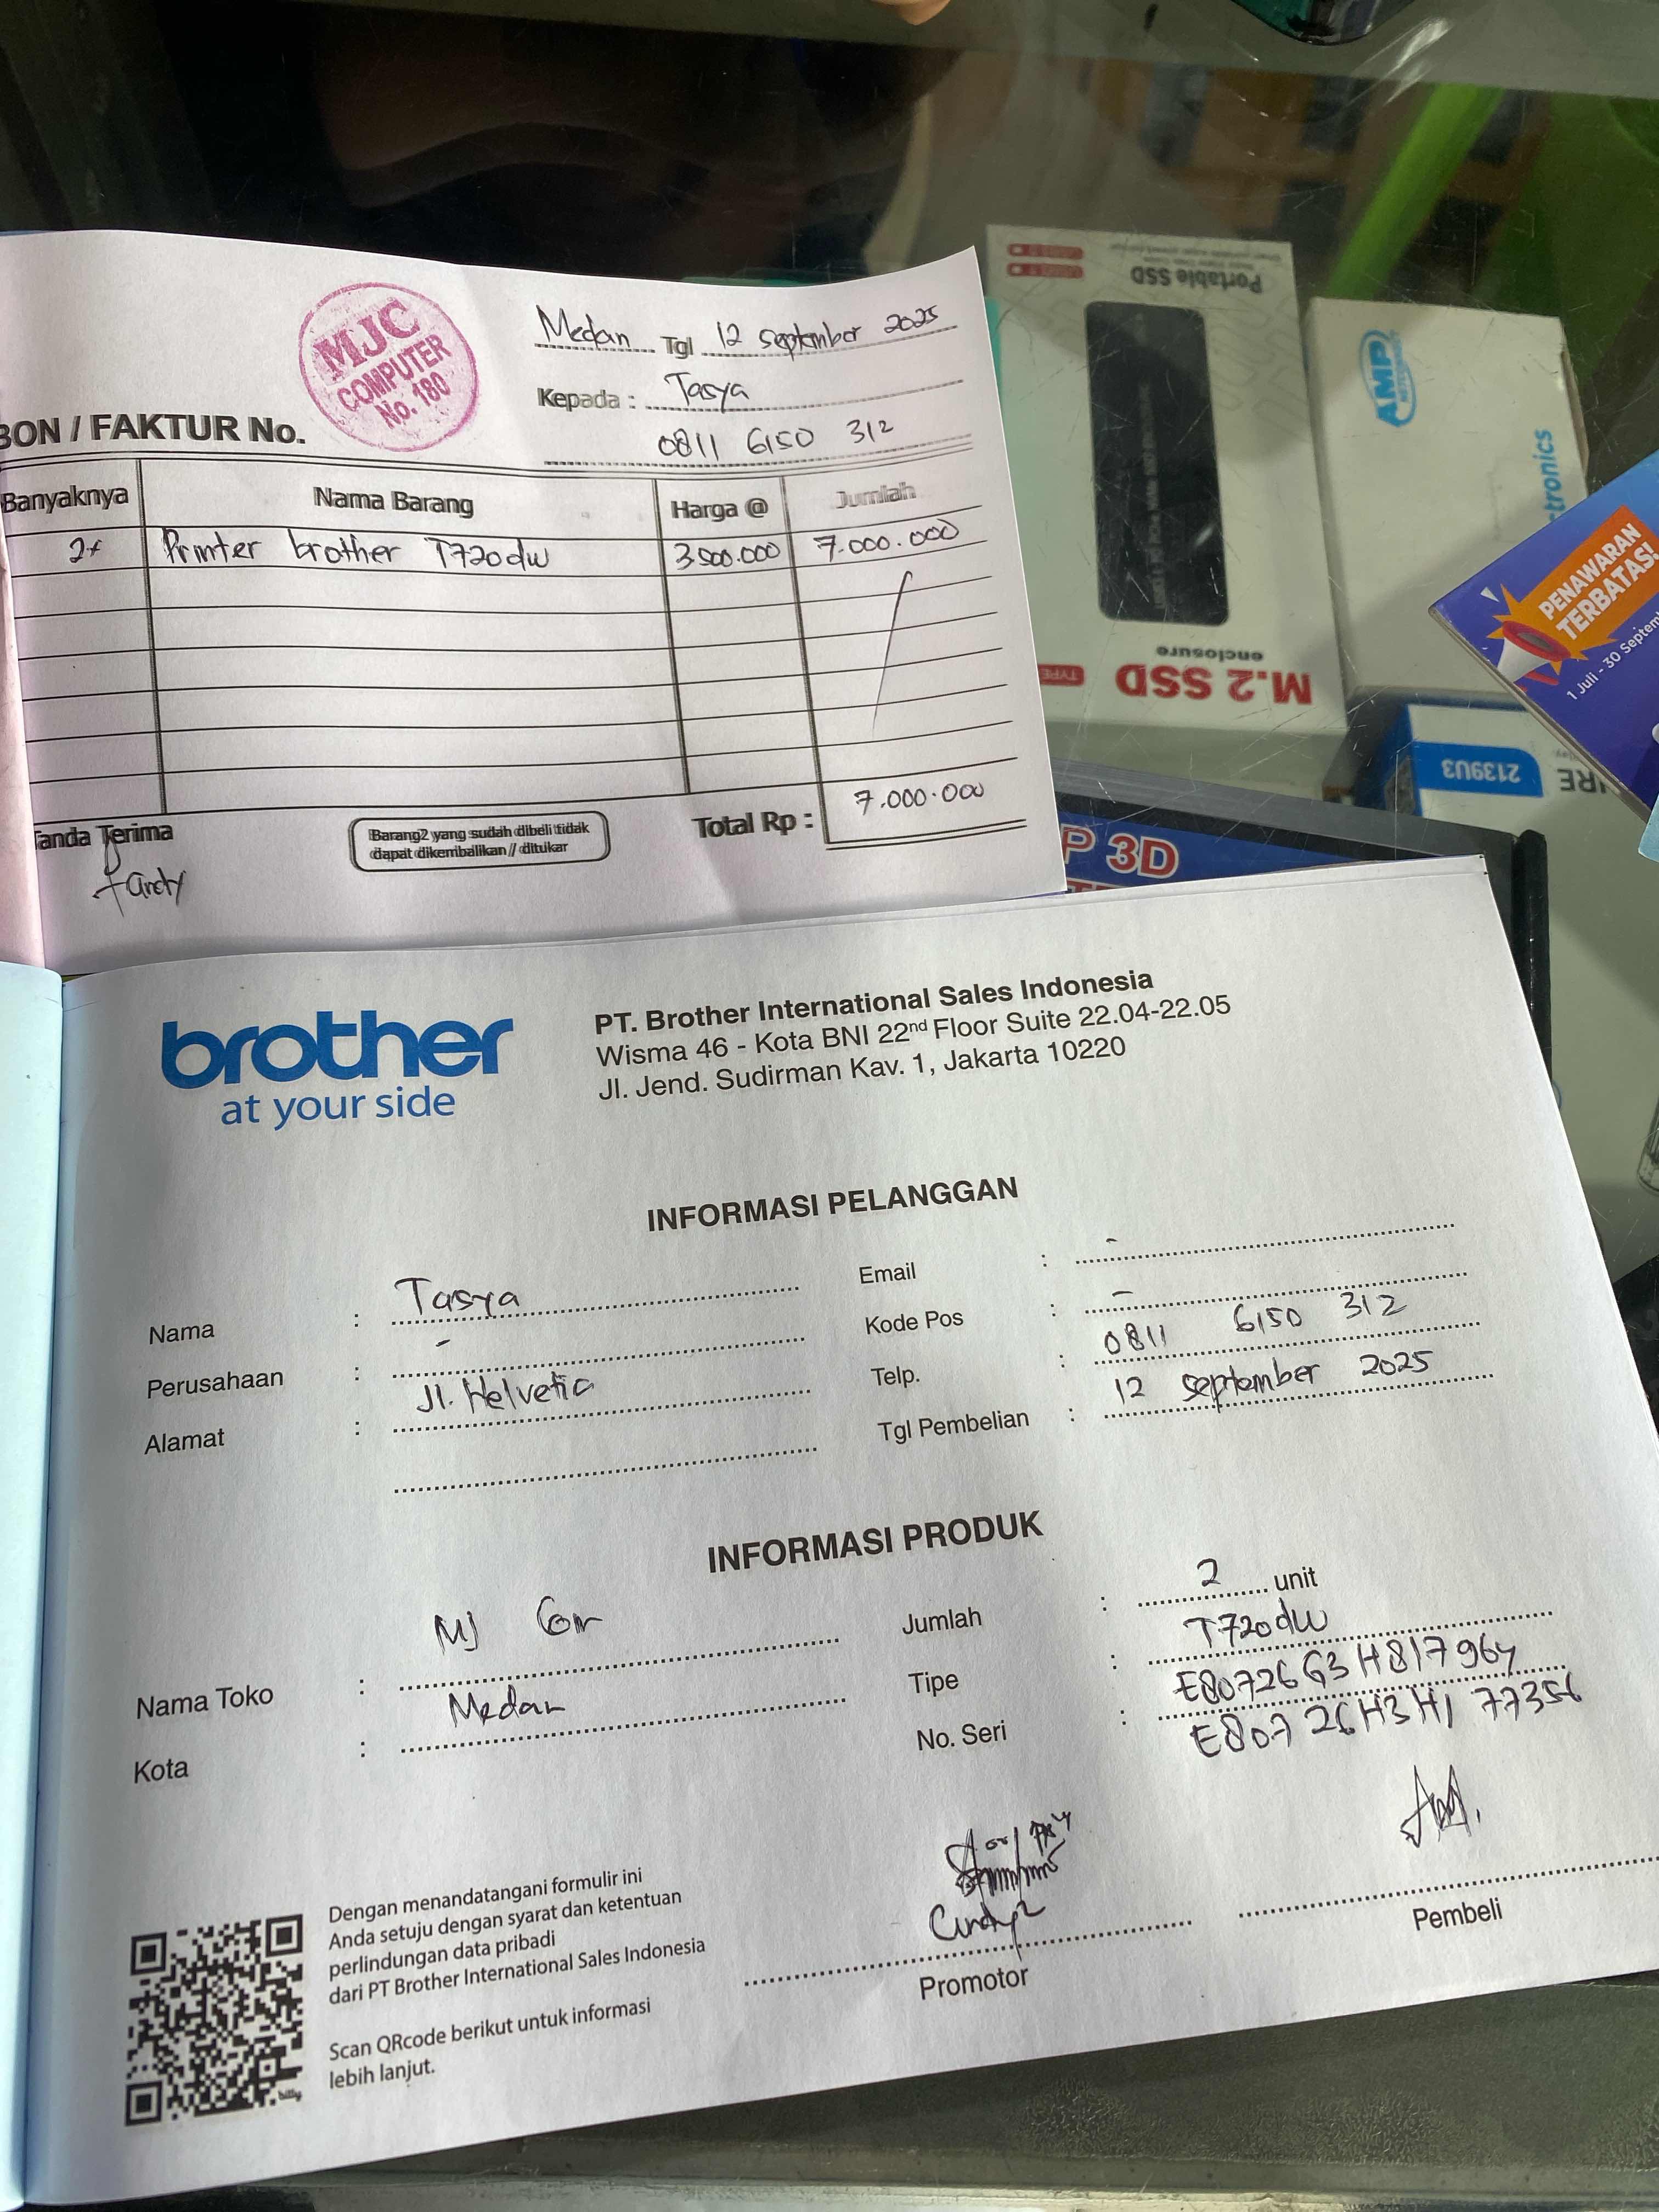 MJC
COMPUTER
No. 180
Medan Tgl 12 september 2025
Kepada : Tasya
0811 6150 312
BON / FAKTUR No.
Banyaknya Nama Barang Harga @ Jumlah
Printer brother T720dw 3.500.000 7.000.000
Total Rp : 7.000.000
Tanda Terima
Barang2 yang sudah dibeli tidak
dapat dikembalikan // ditukar
Portable SSD
M.2 SSD
enclosure
TYPE
AMP
NETCONNECT
ctronics
PENAWARAN
TERBATAS!
1 Juli - 30 Septem
2139U3
P 3D
brother
at your side
PT. Brother International Sales Indonesia
Wisma 46 - Kota BNI 22nd Floor Suite 22.04-22.05
Jl. Jend. Sudirman Kav. 1, Jakarta 10220
INFORMASI PELANGGAN
Nama : Tasya
Perusahaan : -
Alamat : Jl. Helvetia
Email : -
Kode Pos : -
Telp. : 0811 6150 312
Tgl Pembelian : 12 september 2025
INFORMASI PRODUK
Nama Toko : MJ Com
Kota : Medan
Jumlah : 2 unit
Tipe : T720dw
No. Seri : E80726G3H817964
E80726H3H177356
Promotor
Pembeli
Dengan menandatangani formulir ini
Anda setuju dengan syarat dan ketentuan
perlindungan data pribadi
dari PT Brother International Sales Indonesia
Scan QRcode berikut untuk informasi
lebih lanjut.
bitly